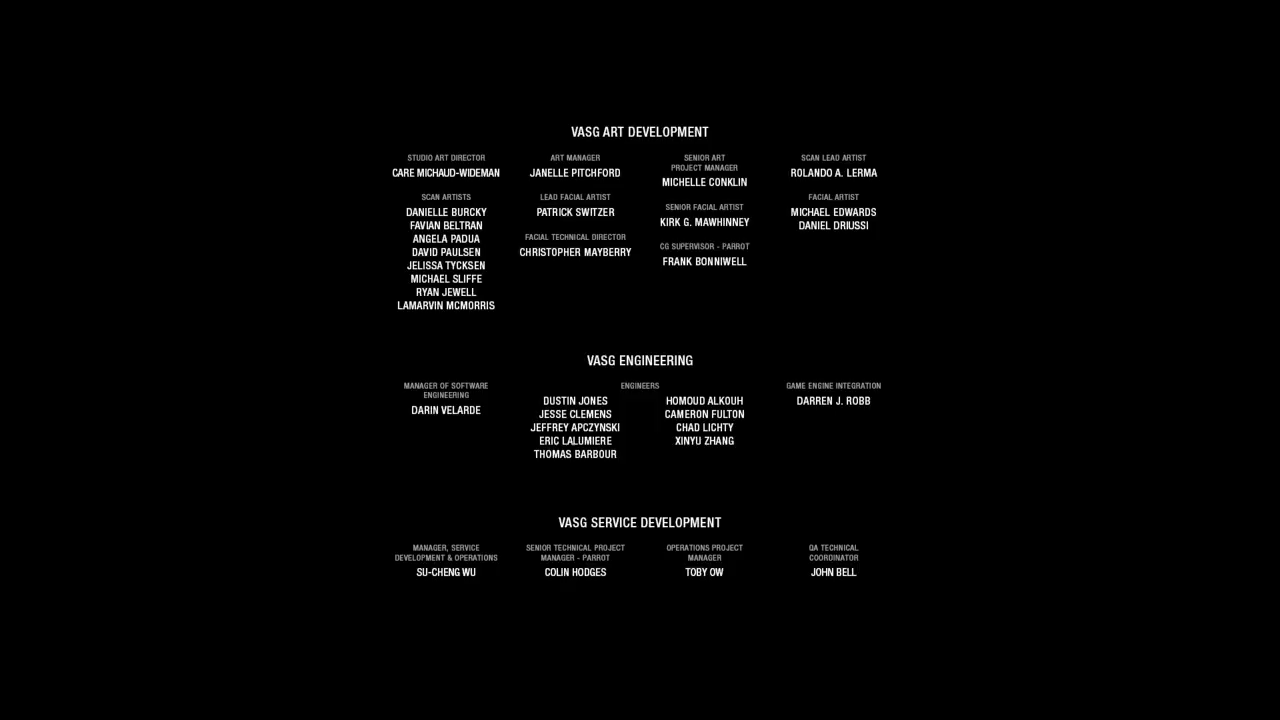 VASG ART DEVELOPMENT
STUDIO ART DIRECTOR
CARE MICHAUD-WIDEMAN
SCAN ARTISTS
DANIELLE BURCKY
FAVIAN BELTRAN
ANGELA PADUA
DAVID PAULSEN
JELISSA TYCKSEN
MICHAEL SLIFFE
RYAN JEWELL
LAMARVIN MCMORRIS
ART MANAGER
JANELLE PITCHFORD
LEAD FACIAL ARTIST
PATRICK SWITZER
FACIAL TECHNICAL DIRECTOR
CHRISTOPHER MAYBERRY
SENIOR ART
PROJECT MANAGER
MICHELLE CONKLIN
SENIOR FACIAL ARTIST
KIRK G. MAWHINNEY
CG SUPERVISOR - PARROT
FRANK BONNIWELL
SCAN LEAD ARTIST
ROLANDO A. LERMA
FACIAL ARTIST
MICHAEL EDWARDS
DANIEL DRIUSSI
VASG ENGINEERING
MANAGER OF SOFTWARE
ENGINEERING
DARIN VELARDE
ENGINEERS
DUSTIN JONES
JESSE CLEMENS
JEFFREY APCZYNSKI
ERIC LALUMIERE
THOMAS BARBOUR
HOMOUD ALKOUH
CAMERON FULTON
CHAD LICHTY
XINYU ZHANG
GAME ENGINE INTEGRATION
DARREN J. ROBB
VASG SERVICE DEVELOPMENT
MANAGER, SERVICE
DEVELOPMENT & OPERATIONS
SU-CHENG WU
SENIOR TECHNICAL PROJECT
MANAGER - PARROT
COLIN HODGES
OPERATIONS PROJECT
MANAGER
TOBY OW
QA TECHNICAL
COORDINATOR
JOHN BELL